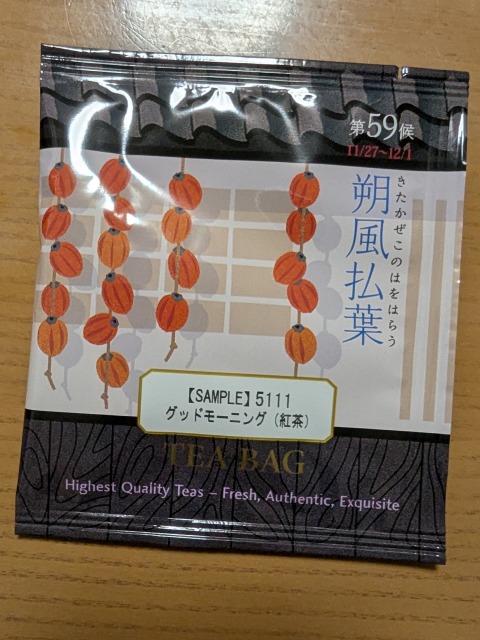 第59候
11/27~12/1
朔風払葉
きたかぜこのはをはらう
【SAMPLE】5111
グッドモーニング（紅茶）
TEA BAG
Highest Quality Teas – Fresh, Authentic, Exquisite